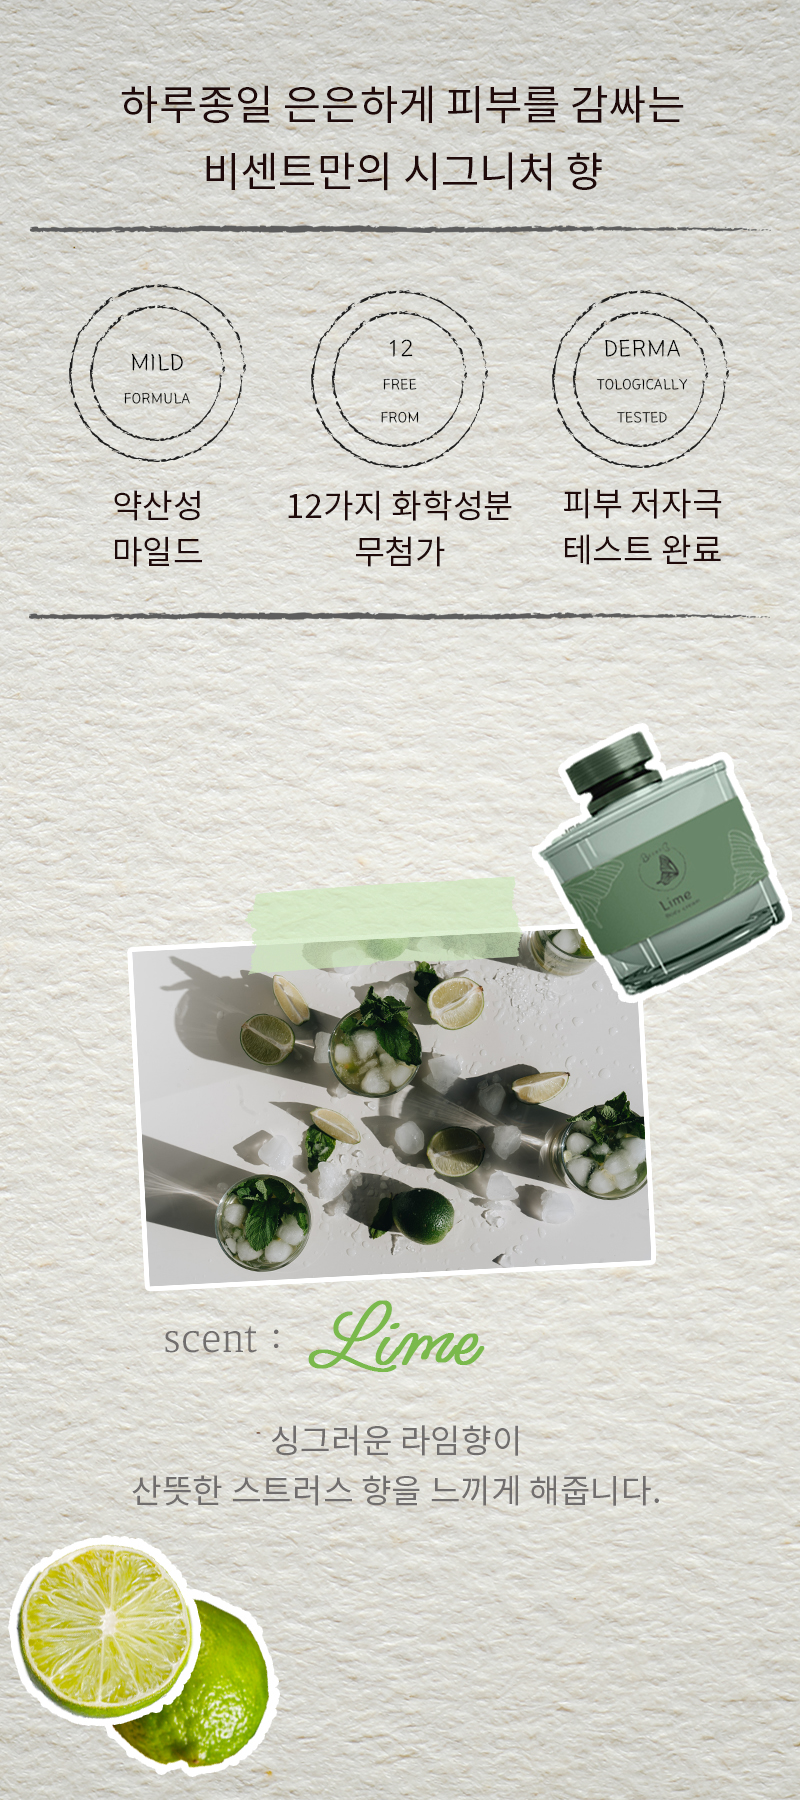 하루종일 은은하게 피부를 감싸는
비센트만의 시그니처 향
MILD
FORMULA
12
FREE
FROM
DERMA
TOLOGICALLY
TESTED
약산성
마일드
12가지 화학성분
무첨가
피부 저자극
테스트 완료
Lime
scent : Lime
싱그러운 라임향이
산뜻한 스트러스 향을 느끼게 해줍니다.